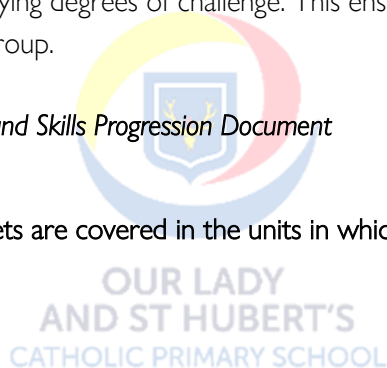 ying degrees of challenge. This ens
roup.
nd Skills Progression Document
ets are covered in the units in whic
OUR LADY
AND ST HUBERT'S
CATHOLIC PRIMARY SCHOOL